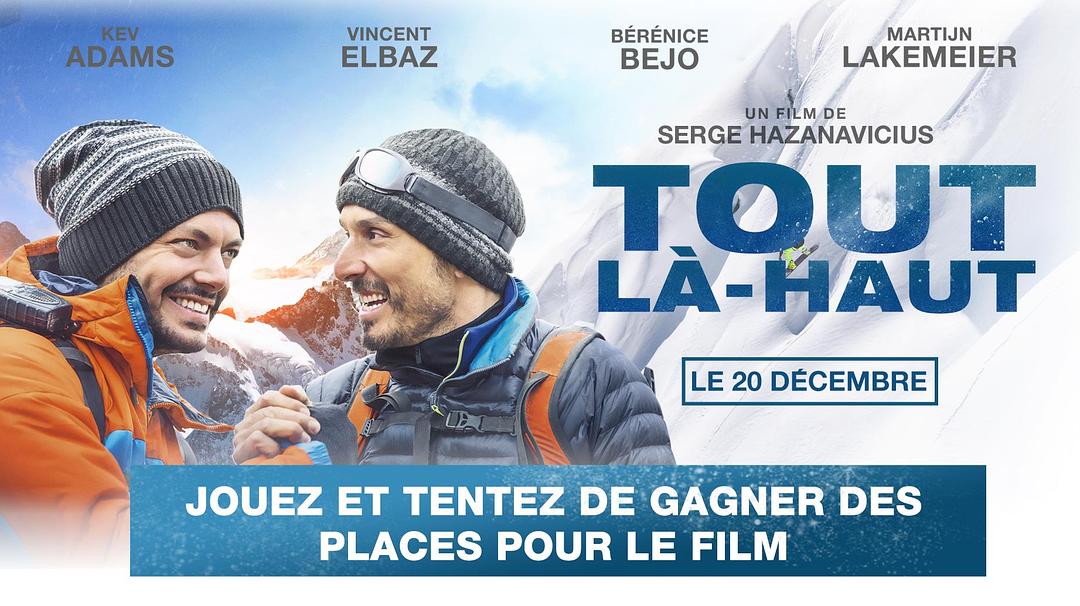 KEV
ADAMS
VINCENT
ELBAZ
BÉRÉNICE
BEJO
MARTIJN
LAKEMEIER
UN FILM DE
SERGE HAZANAVICIUS
TOUT
LÀ-HAUT
LE 20 DÉCEMBRE
JOUEZ ET TENTEZ DE GAGNER DES
PLACES POUR LE FILM